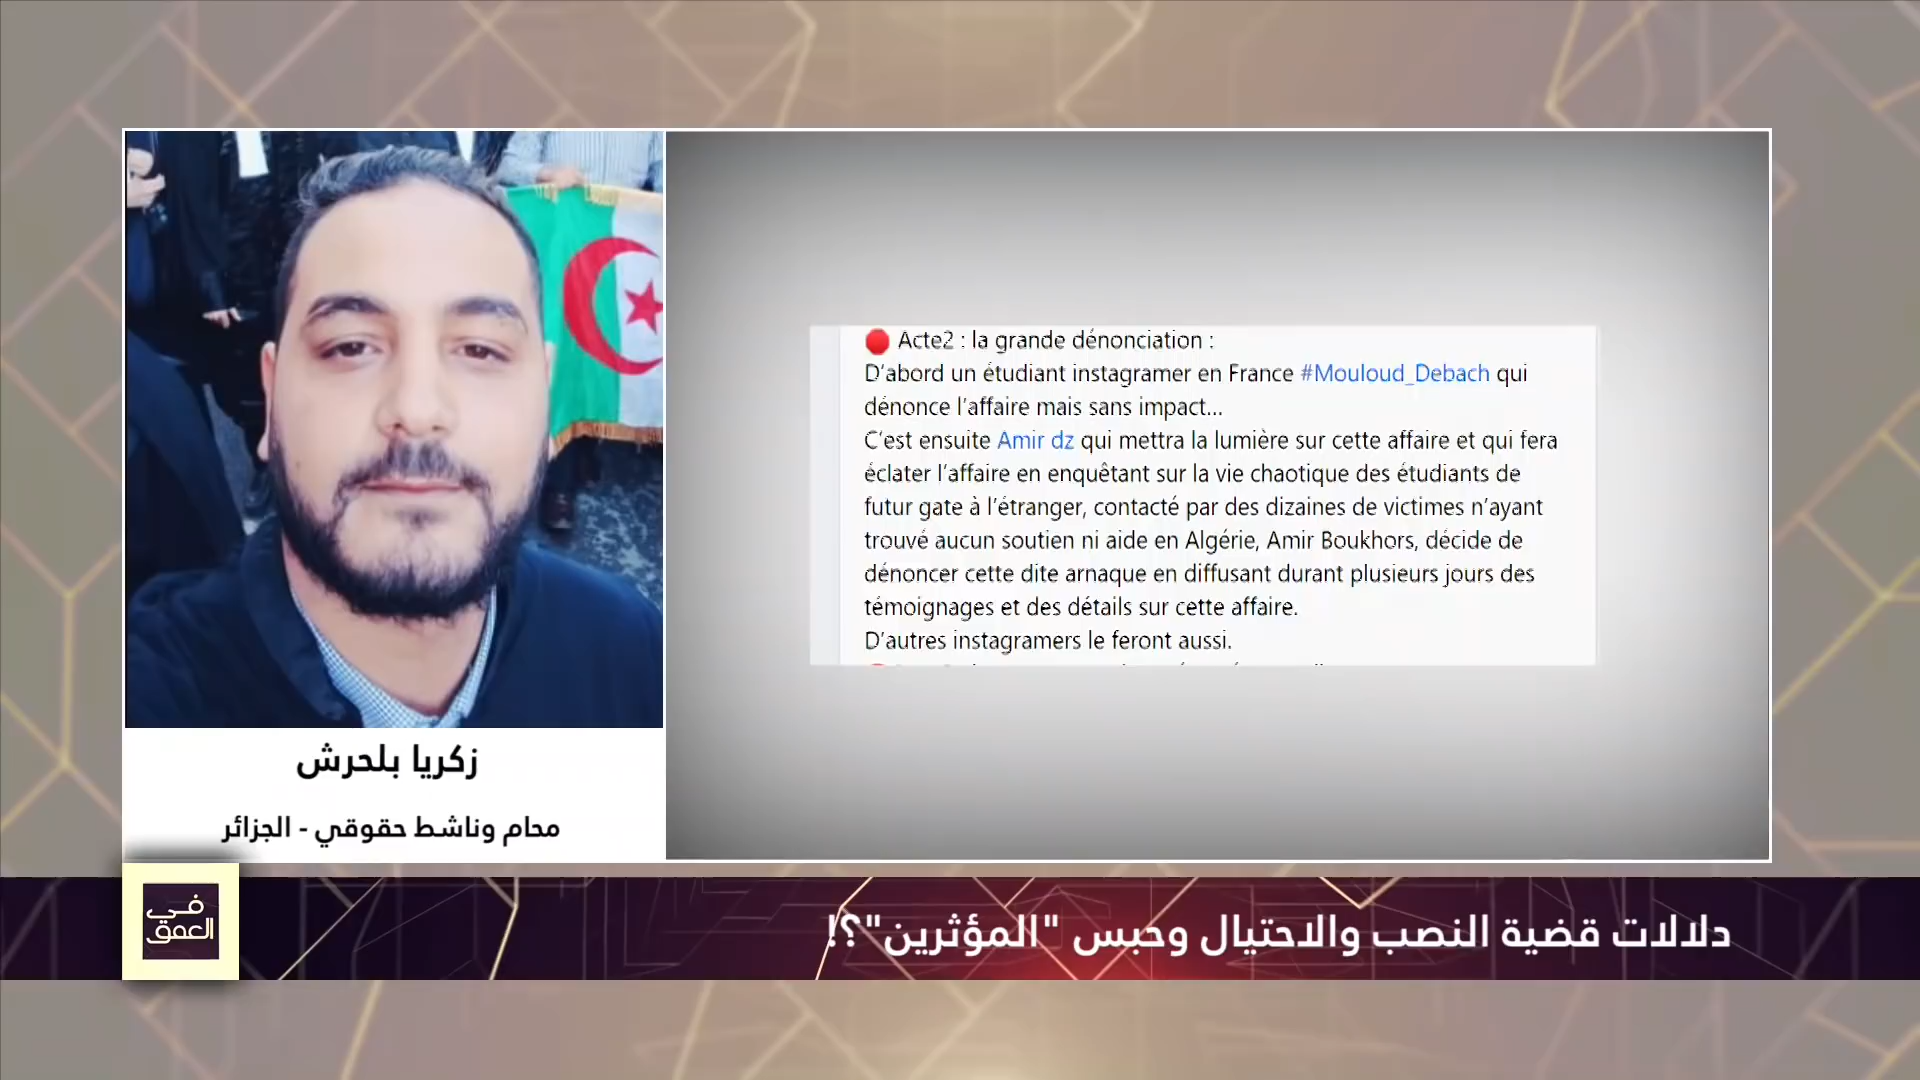 🔴 Acte2 : la grande dénonciation :
D'abord un étudiant instagramer en France #Mouloud_Debach qui
dénonce l'affaire mais sans impact...
C'est ensuite Amir dz qui mettra la lumière sur cette affaire et qui fera
éclater l'affaire en enquêtant sur la vie chaotique des étudiants de
futur gate à l'étranger, contacté par des dizaines de victimes n'ayant
trouvé aucun soutien ni aide en Algérie, Amir Boukhors, décide de
dénoncer cette dite arnaque en diffusant durant plusieurs jours des
témoignages et des détails sur cette affaire.
D'autres instagramers le feront aussi.
زكريا بلحرش
محام وناشط حقوقي - الجزائر
في
العمق
دلالات قضية النصب والاحتيال وحبس "المؤثرين"؟!